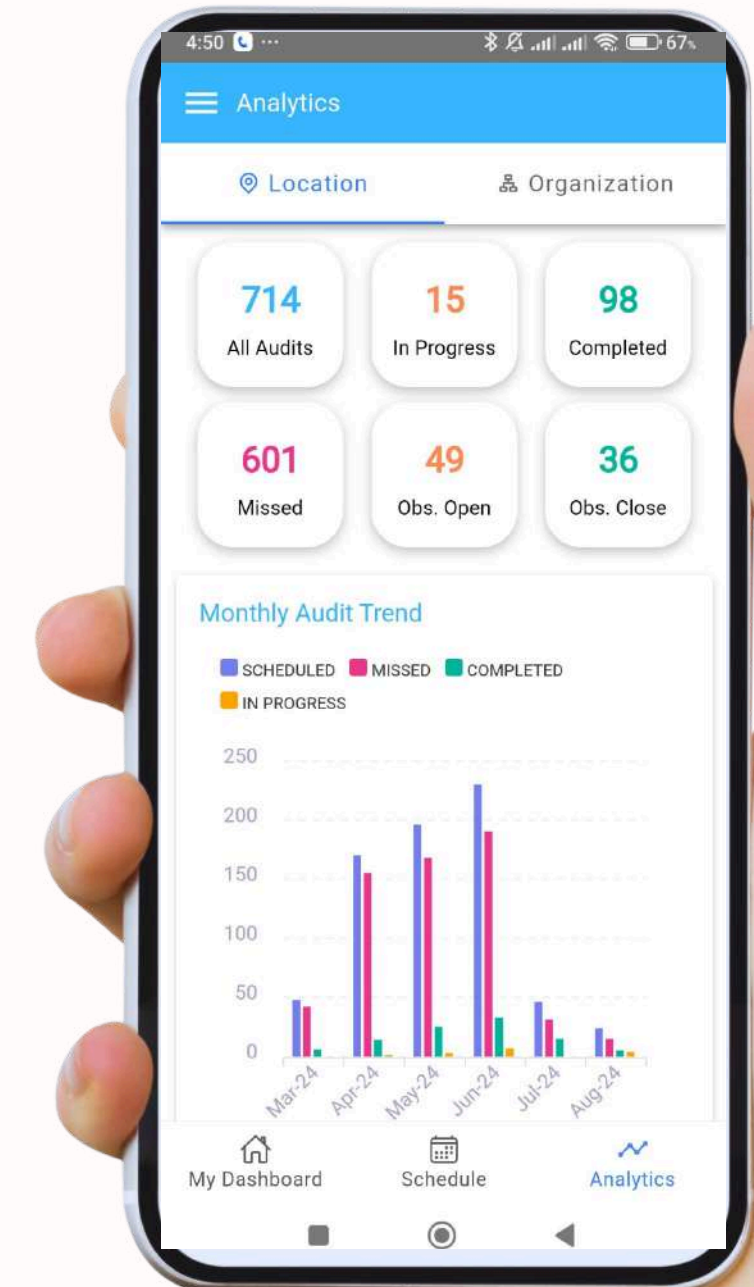 4:50 ··· 67%
Analytics
Location Organization
714 15 98
All Audits In Progress Completed
601 49 36
Missed Obs. Open Obs. Close
Monthly Audit Trend
SCHEDULED MISSED COMPLETED
IN PROGRESS
250
200
150
100
50
0
Mar-24 Apr-24 May-24 Jun-24 Jul-24 Aug-24
My Dashboard Schedule Analytics